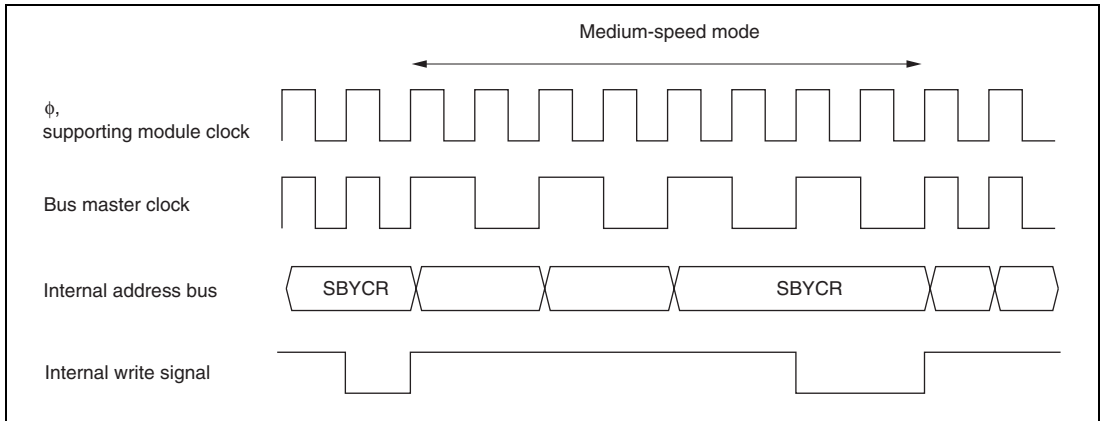 Medium-speed mode
ϕ,
supporting module clock
Bus master clock
Internal address bus
SBYCR
SBYCR
Internal write signal